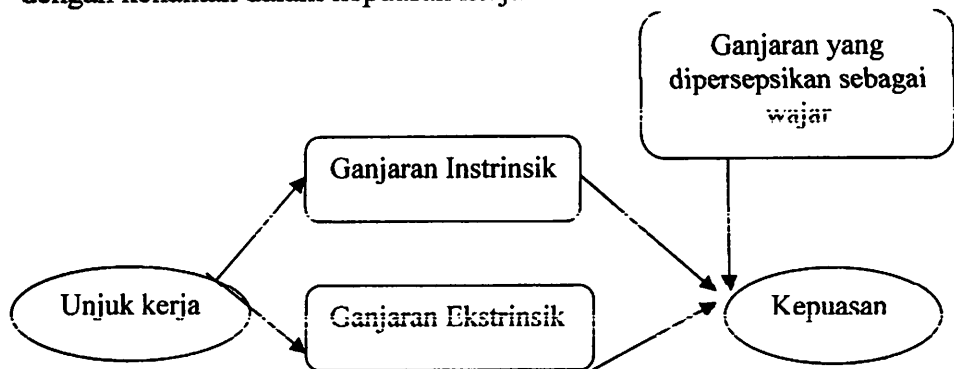 Ganjaran yang
dipersepsikan sebagai
wajar
Ganjaran Instrinsik
Unjuk kerja
Ganjaran Ekstrinsik
Kepuasan